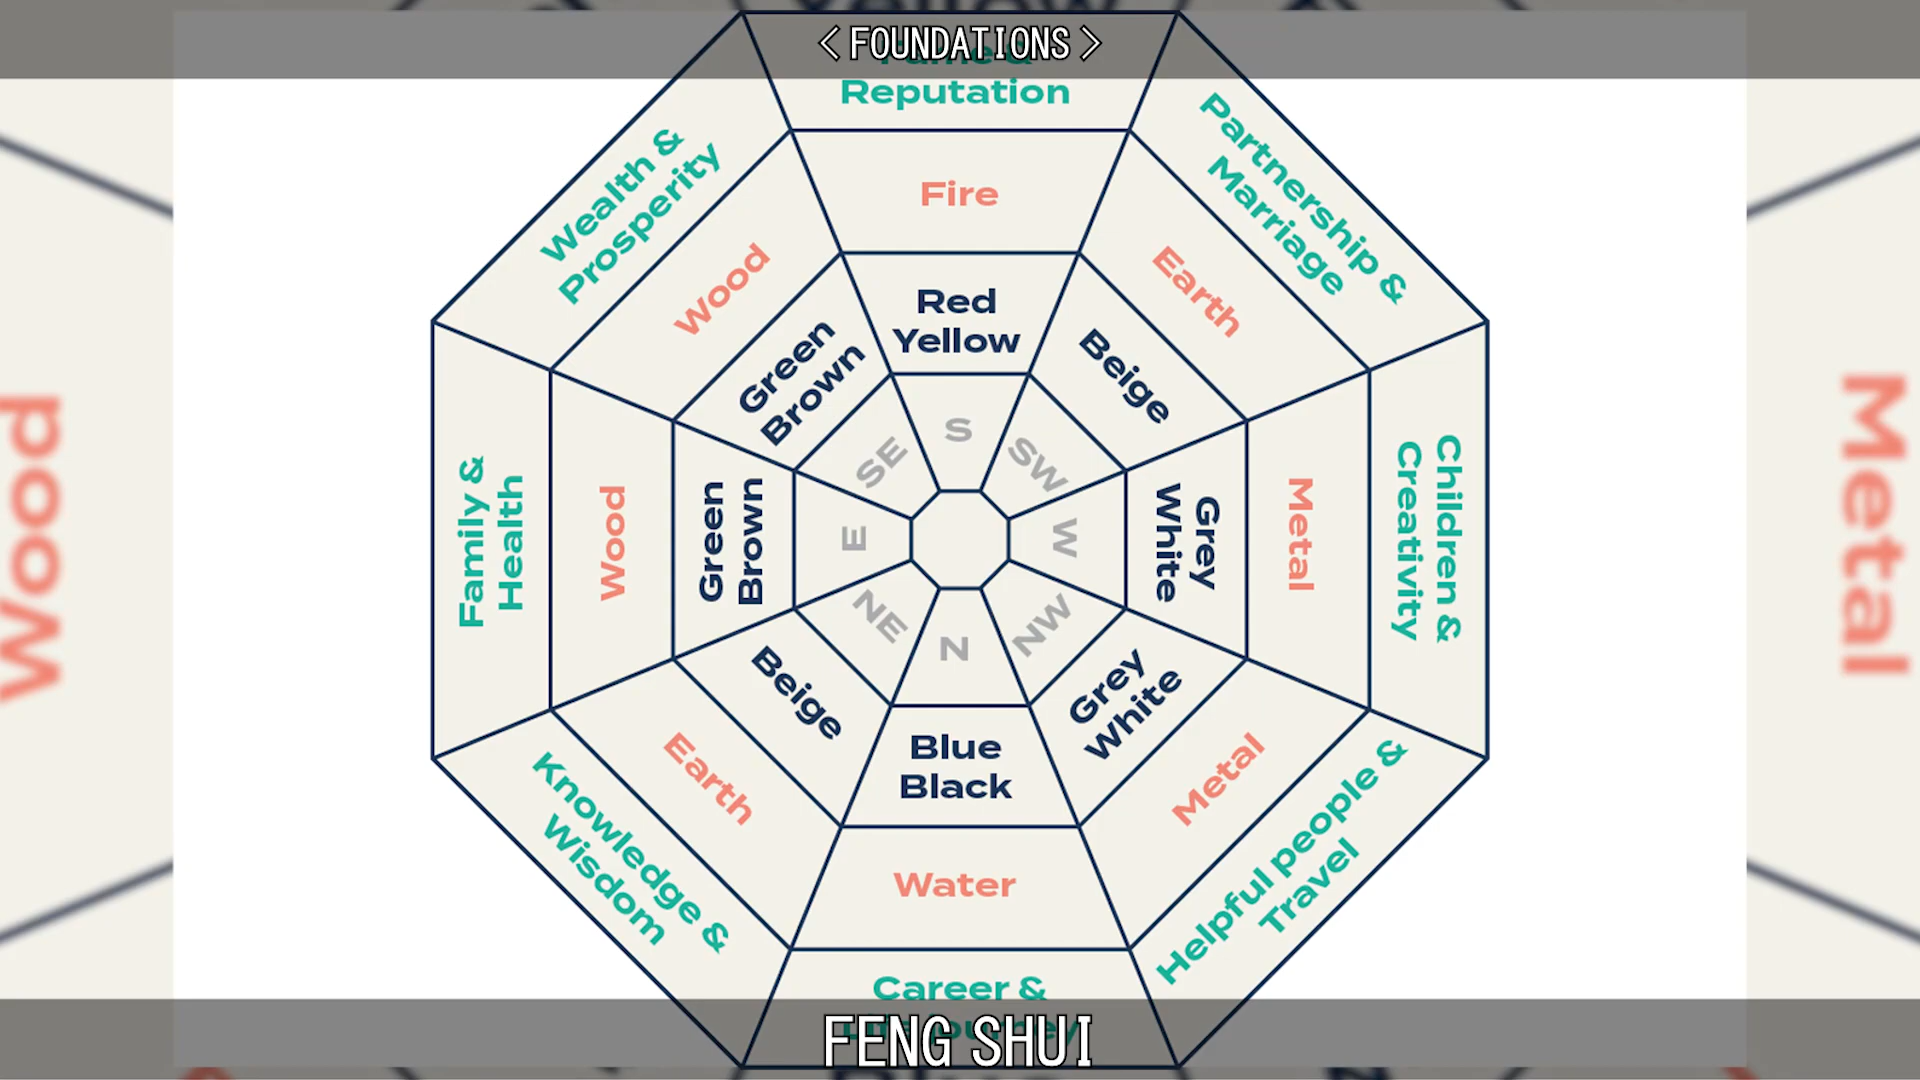 < FOUNDATIONS >
Fame &
Reputation
Wealth &
Prosperity
Partnership &
Marriage
Fire
Wood
Earth
Red
Yellow
Green
Brown
Beige
S
SE
SW
Family &
Health
Wood
Green
Brown
E
W
Grey
White
Metal
Children &
Creativity
Wood
Metal
NE
N
NW
Beige
Blue
Black
Grey
White
Earth
Water
Metal
Knowledge &
Wisdom
Career &
Helpful people &
Travel
FENG SHUI